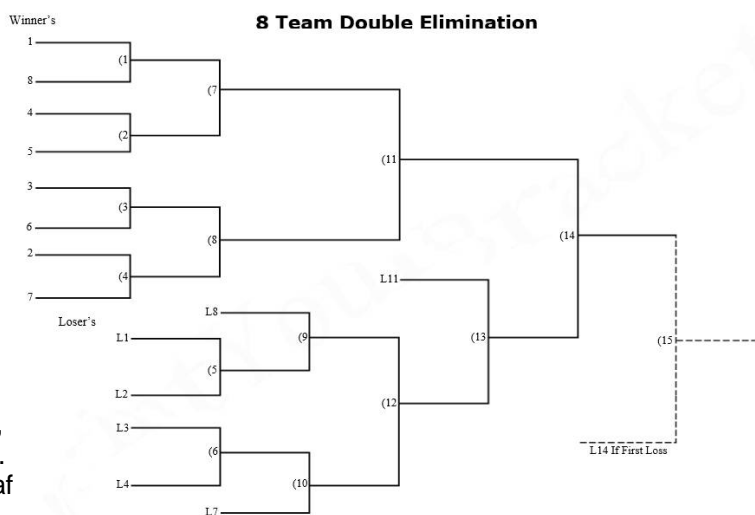 8 Team Double Elimination
Winner's
1
(1
8
(7
4
(2
5
(11
3
(3
6
(8
2
(4
7
(14
L11
Loser's
L8
L1
(9
(5
(13
(15
L2
(12
L3
(6
L14 If First Loss
L4
(10
L7
af